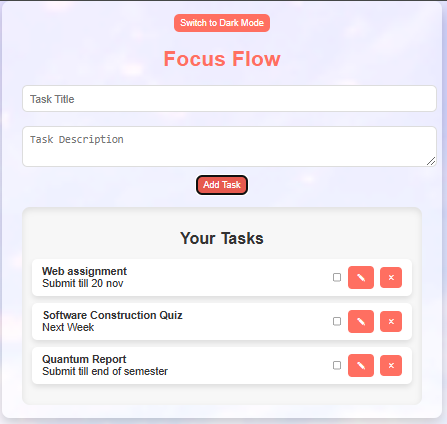 Switch to Dark Mode
Focus Flow
Task Title
Task Description
Add Task
Your Tasks
Web assignment
Submit till 20 nov
Software Construction Quiz
Next Week
Quantum Report
Submit till end of semester